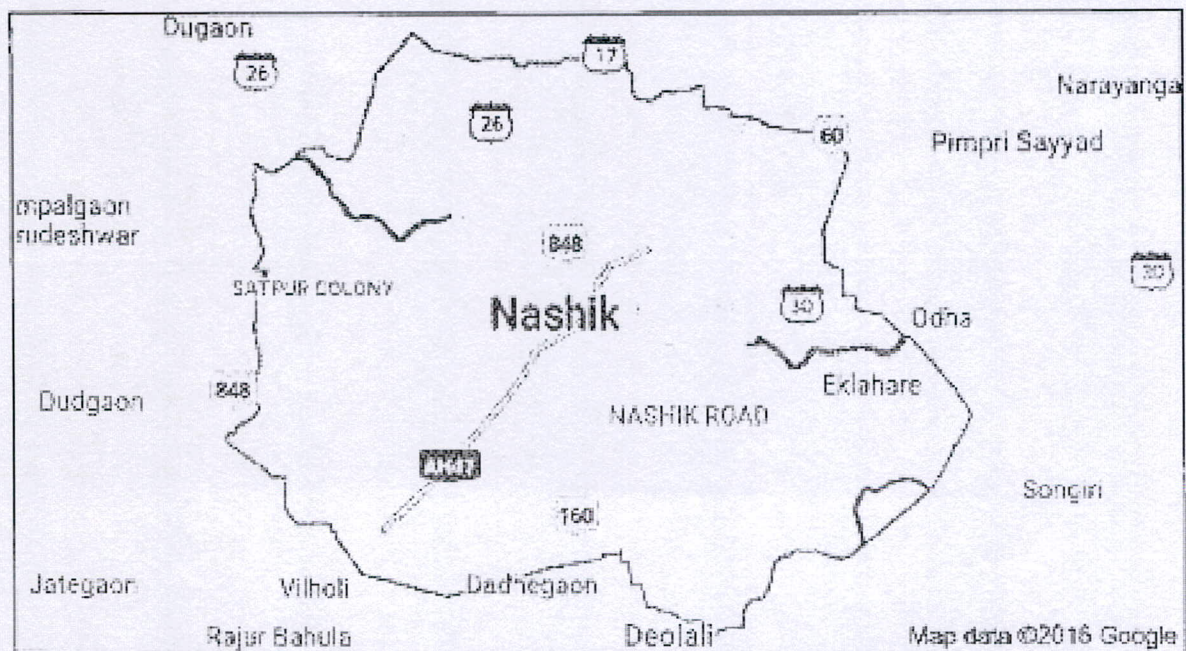 Dugaon
26
17
Narayanga
26
60
Pimpri Sayyad
mpalgaon
rudeshwar
848
30
SATPUR COLONY
Nashik
30
Odha
848
Dudgaon
Eklahare
NASHIK ROAD
AH47
Songiri
160
Jategaon
Vilholi
Dadhegaon
Rajur Bahula
Deolali
Map data ©2016 Google